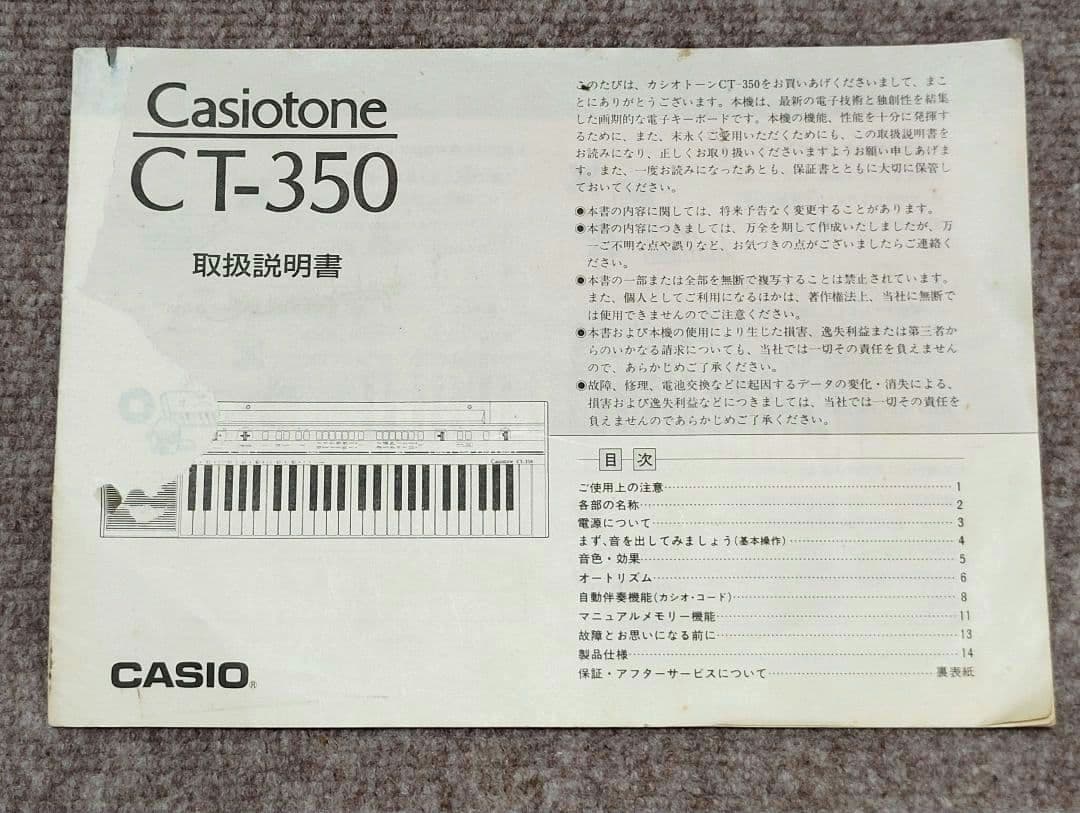 Casiotone
CT-350
取扱説明書
Casiotone CT-350
CASIO®
このたびは、カシオトーンCT-350をお買いあげくださいまして、まこ
とにありがとうございます。本機は、最新の電子技術と独創性を結集
した画期的な電子キーボードです。本機の機能、性能を十分に発揮す
るために、また、末永くご愛用いただくためにも、この取扱説明書を
お読みになり、正しくお取り扱いくださいますようお願い申しあげま
す。また、一度お読みになったあとも、保証書とともに大切に保管し
ておいてください。
●本書の内容に関しては、将来予告なく変更することがあります。
●本書の内容につきましては、万全を期して作成いたしましたが、万
一ご不明な点や誤りなど、お気づきの点がございましたらご連絡く
ださい。
●本書の一部または全部を無断で複写することは禁止されています。
また、個人としてご利用になるほかは、著作権法上、当社に無断で
は使用できませんのでご注意ください。
●本書および本機の使用により生じた損害、逸失利益または第三者か
らのいかなる請求についても、当社では一切その責任を負えません
ので、あらかじめご了承ください。
●故障、修理、電池交換などに起因するデータの変化・消失による、
損害および逸失利益などにつきましては、当社では一切その責任を
負えませんのであらかじめご了承ください。
目次
ご使用上の注意 1
各部の名称 2
電源について 3
まず、音を出してみましょう(基本操作) 4
音色・効果 5
オートリズム 6
自動伴奏機能(カシオ・コード) 8
マニュアルメモリー機能 11
故障とお思いになる前に 13
製品仕様 14
保証・アフターサービスについて 裏表紙